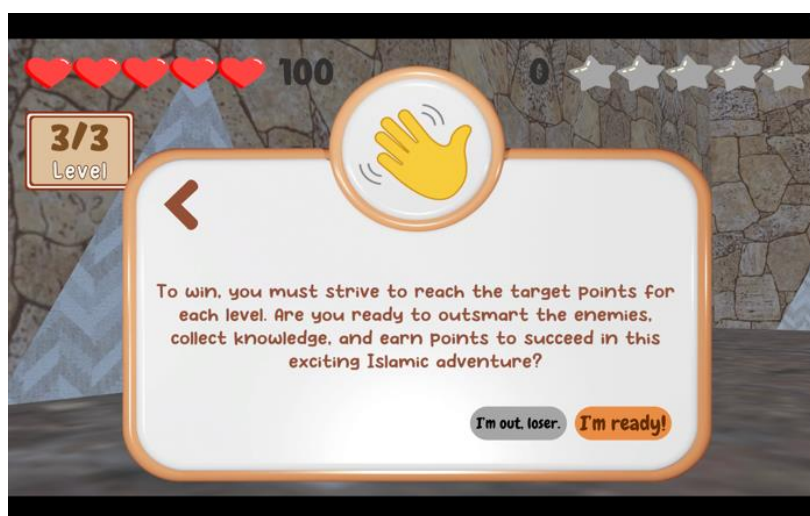 100
0
3/3
Level
To win, you must strive to reach the target points for
each level. Are you ready to outsmart the enemies,
collect knowledge, and earn points to succeed in this
exciting Islamic adventure?
I'm out, loser.
I'm ready!